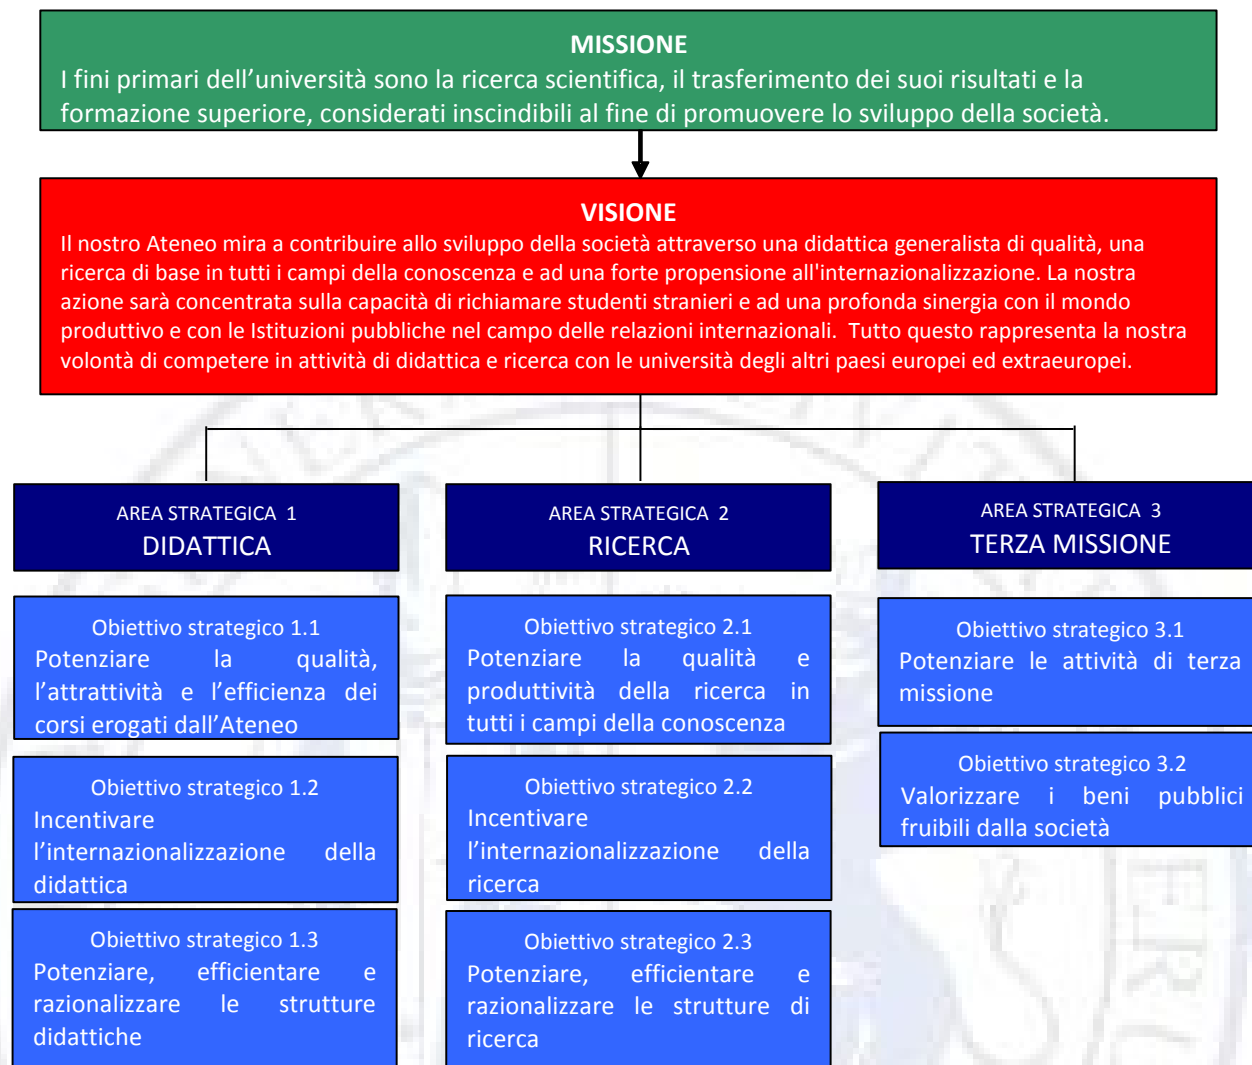 MISSIONE
I fini primari dell’università sono la ricerca scientifica, il trasferimento dei suoi risultati e la
formazione superiore, considerati inscindibili al fine di promuovere lo sviluppo della società.
VISIONE
Il nostro Ateneo mira a contribuire allo sviluppo della società attraverso una didattica generalista di qualità, una
ricerca di base in tutti i campi della conoscenza e ad una forte propensione all'internazionalizzazione. La nostra
azione sarà concentrata sulla capacità di richiamare studenti stranieri e ad una profonda sinergia con il mondo
produttivo e con le Istituzioni pubbliche nel campo delle relazioni internazionali.  Tutto questo rappresenta la nostra
volontà di competere in attività di didattica e ricerca con le università degli altri paesi europei ed extraeuropei.
AREA STRATEGICA  1
DIDATTICA
Obiettivo strategico 1.1
Potenziare la qualità,
l’attrattività e l’efficienza dei
corsi erogati dall’Ateneo
Obiettivo strategico 1.2
Incentivare
l’internazionalizzazione della
didattica
Obiettivo strategico 1.3
Potenziare, efficientare e
razionalizzare le strutture
didattiche
AREA STRATEGICA  2
RICERCA
Obiettivo strategico 2.1
Potenziare la qualità e
produttività della ricerca in
tutti i campi della conoscenza
Obiettivo strategico 2.2
Incentivare
l’internazionalizzazione della
ricerca
Obiettivo strategico 2.3
Potenziare, efficientare e
razionalizzare le strutture di
ricerca
AREA STRATEGICA  3
TERZA MISSIONE
Obiettivo strategico 3.1
Potenziare le attività di terza
missione
Obiettivo strategico 3.2
Valorizzare i beni pubblici
fruibili dalla società